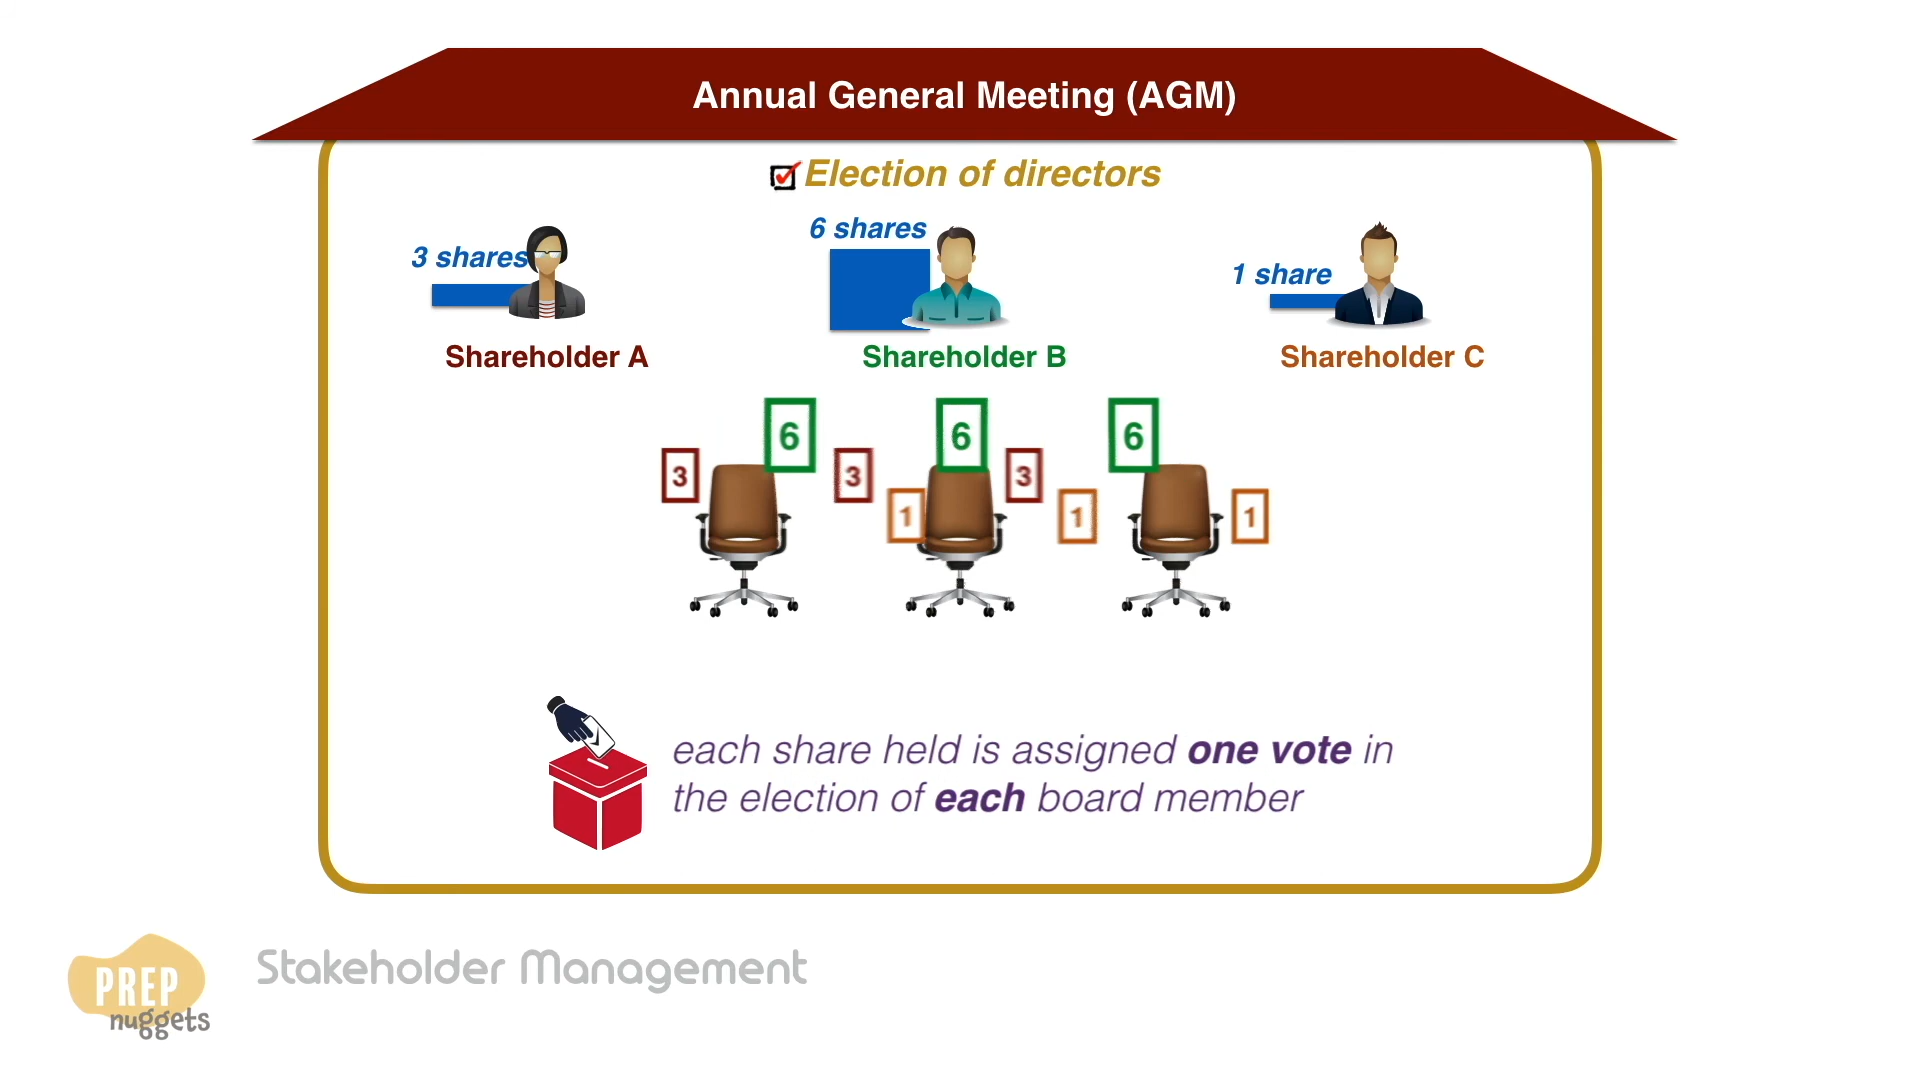 Annual General Meeting (AGM)
Election of directors
3 shares
6 shares
1 share
Shareholder A
Shareholder B
Shareholder C
6
6
6
3
3
3
1
1
1
each share held is assigned one vote in
the election of each board member
PREP
nuggets
Stakeholder Management